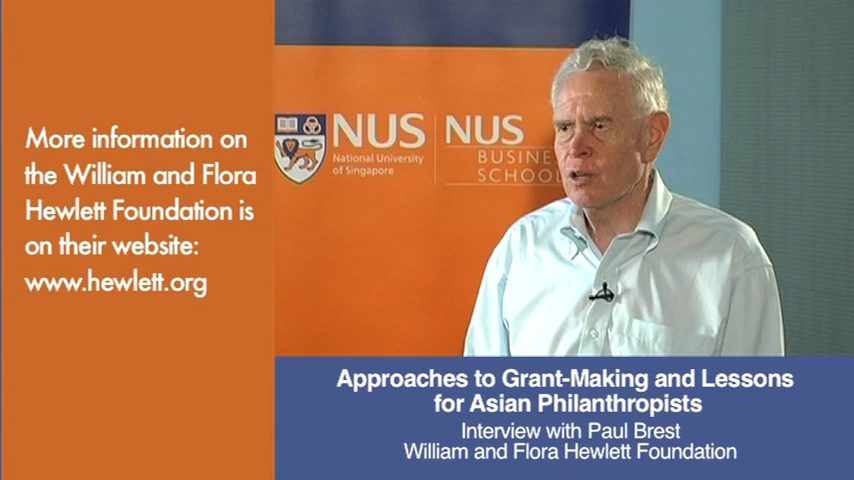 More information on
the William and Flora
Hewlett Foundation is
on their website:
www.hewlett.org
NUS
National University
of Singapore
NUS
BUSINESS
SCHOOL
Approaches to Grant-Making and Lessons
for Asian Philanthropists
Interview with Paul Brest
William and Flora Hewlett Foundation